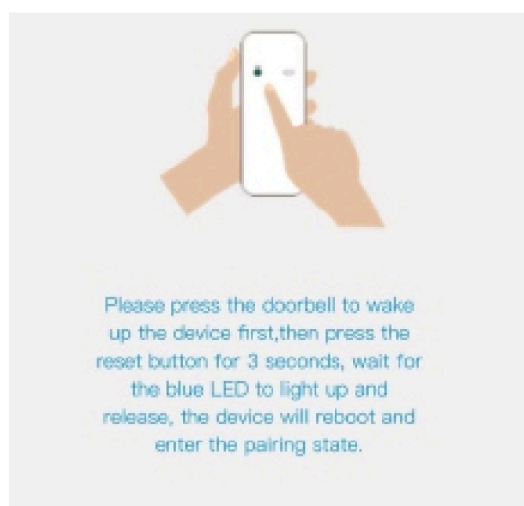 Please press the doorbell to wake
up the device first,then press the
reset button for 3 seconds, wait for
the blue LED to light up and
release, the device will reboot and
enter the pairing state.